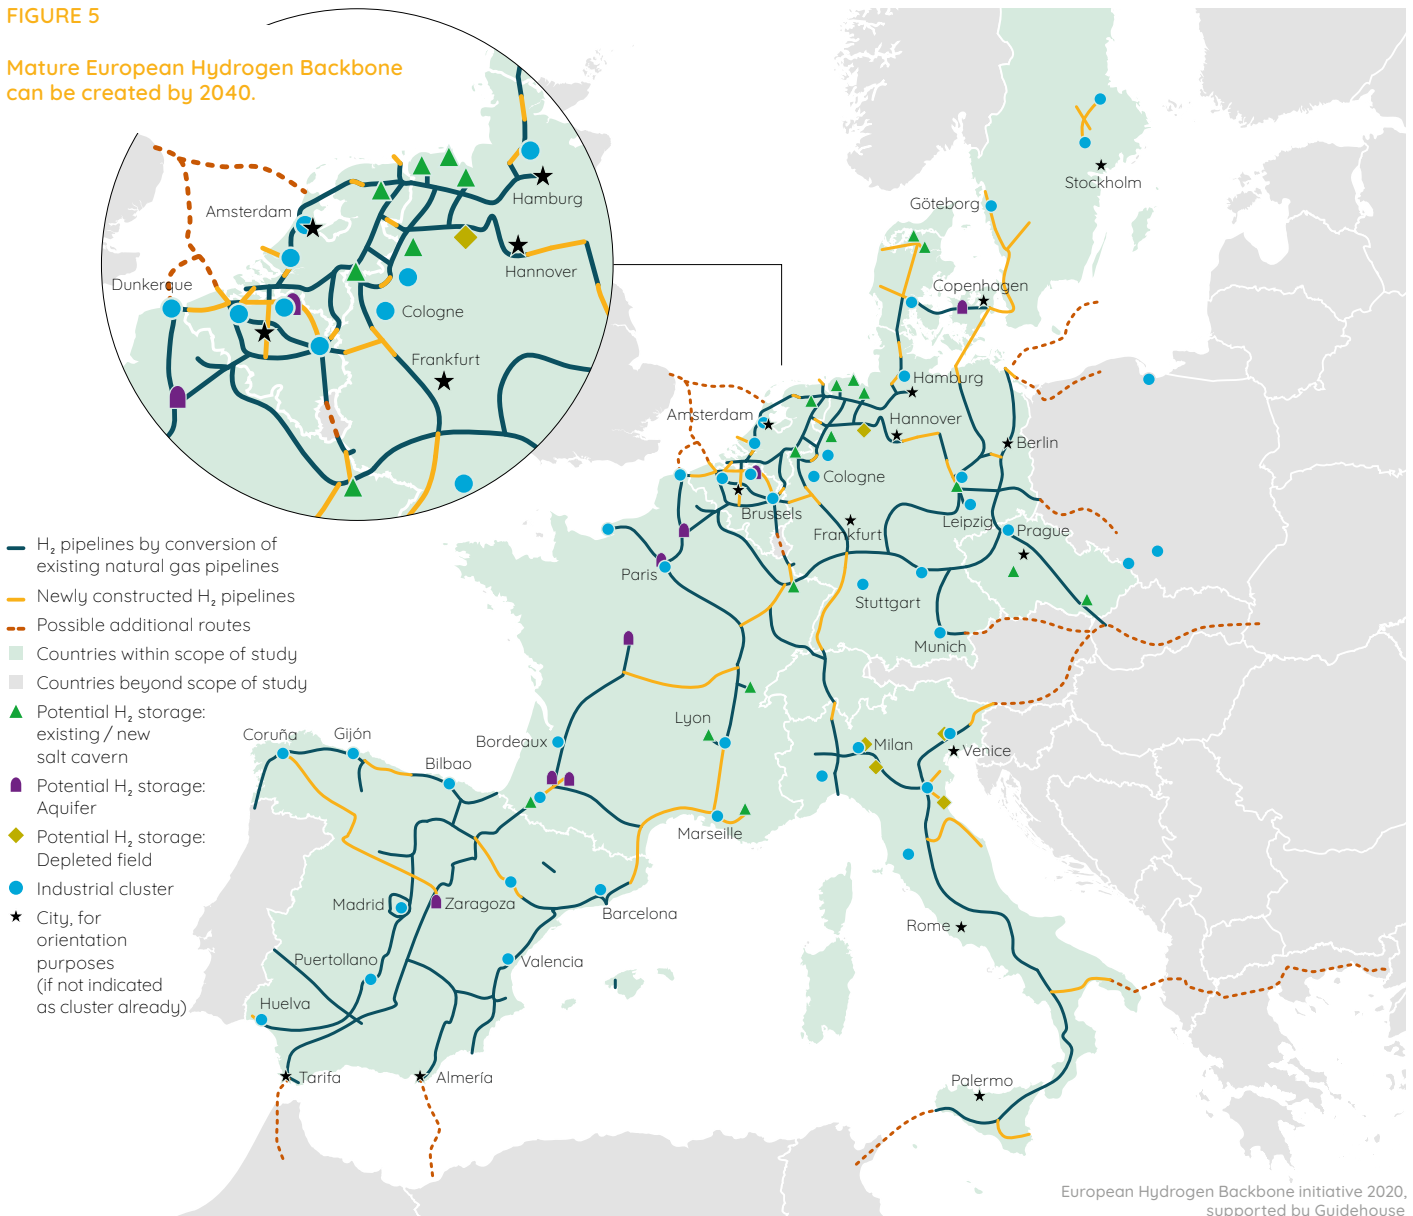 FIGURE 5
Mature European Hydrogen Backbone
can be created by 2040.
Amsterdam
Hamburg
Hannover
Dunkerque
Cologne
Frankfurt
H₂ pipelines by conversion of
existing natural gas pipelines
Newly constructed H₂ pipelines
Possible additional routes
Countries within scope of study
Countries beyond scope of study
Potential H₂ storage:
existing / new
salt cavern
Potential H₂ storage:
Aquifer
Potential H₂ storage:
Depleted field
Industrial cluster
City, for
orientation
purposes
(if not indicated
as cluster already)
Stockholm
Göteborg
Copenhagen
Hamburg
Amsterdam
Hannover
Berlin
Cologne
Brussels
Leipzig
Frankfurt
Prague
Paris
Stuttgart
Munich
Lyon
Coruña
Gijón
Bordeaux
Milan
Venice
Bilbao
Marseille
Madrid
Zaragoza
Barcelona
Rome
Puertollano
Valencia
Huelva
Tarifa
Almería
Palermo
European Hydrogen Backbone initiative 2020,
supported by Guidehouse